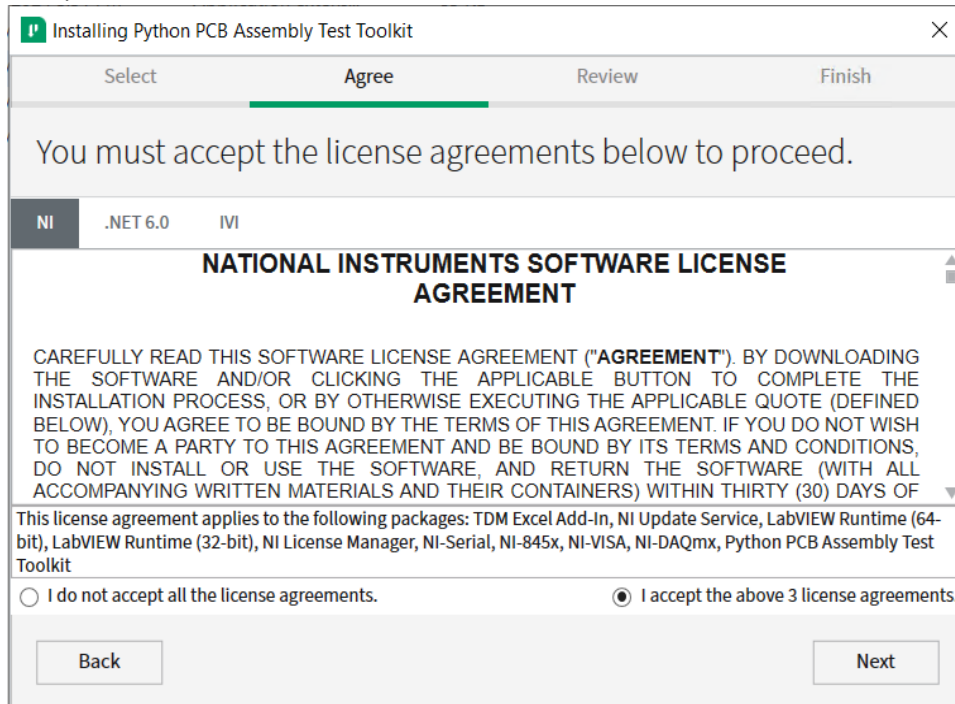 Installing Python PCB Assembly Test Toolkit
Select Agree Review Finish
You must accept the license agreements below to proceed.
NI .NET 6.0 IVI
NATIONAL INSTRUMENTS SOFTWARE LICENSE
AGREEMENT
CAREFULLY READ THIS SOFTWARE LICENSE AGREEMENT ("AGREEMENT"). BY DOWNLOADING
THE SOFTWARE AND/OR CLICKING THE APPLICABLE BUTTON TO COMPLETE THE
INSTALLATION PROCESS, OR BY OTHERWISE EXECUTING THE APPLICABLE QUOTE (DEFINED
BELOW), YOU AGREE TO BE BOUND BY THE TERMS OF THIS AGREEMENT. IF YOU DO NOT WISH
TO BECOME A PARTY TO THIS AGREEMENT AND BE BOUND BY ITS TERMS AND CONDITIONS,
DO NOT INSTALL OR USE THE SOFTWARE, AND RETURN THE SOFTWARE (WITH ALL
ACCOMPANYING WRITTEN MATERIALS AND THEIR CONTAINERS) WITHIN THIRTY (30) DAYS OF
This license agreement applies to the following packages: TDM Excel Add-In, NI Update Service, LabVIEW Runtime (64-
bit), LabVIEW Runtime (32-bit), NI License Manager, NI-Serial, NI-845x, NI-VISA, NI-DAQmx, Python PCB Assembly Test
Toolkit
I do not accept all the license agreements. I accept the above 3 license agreements
Back Next